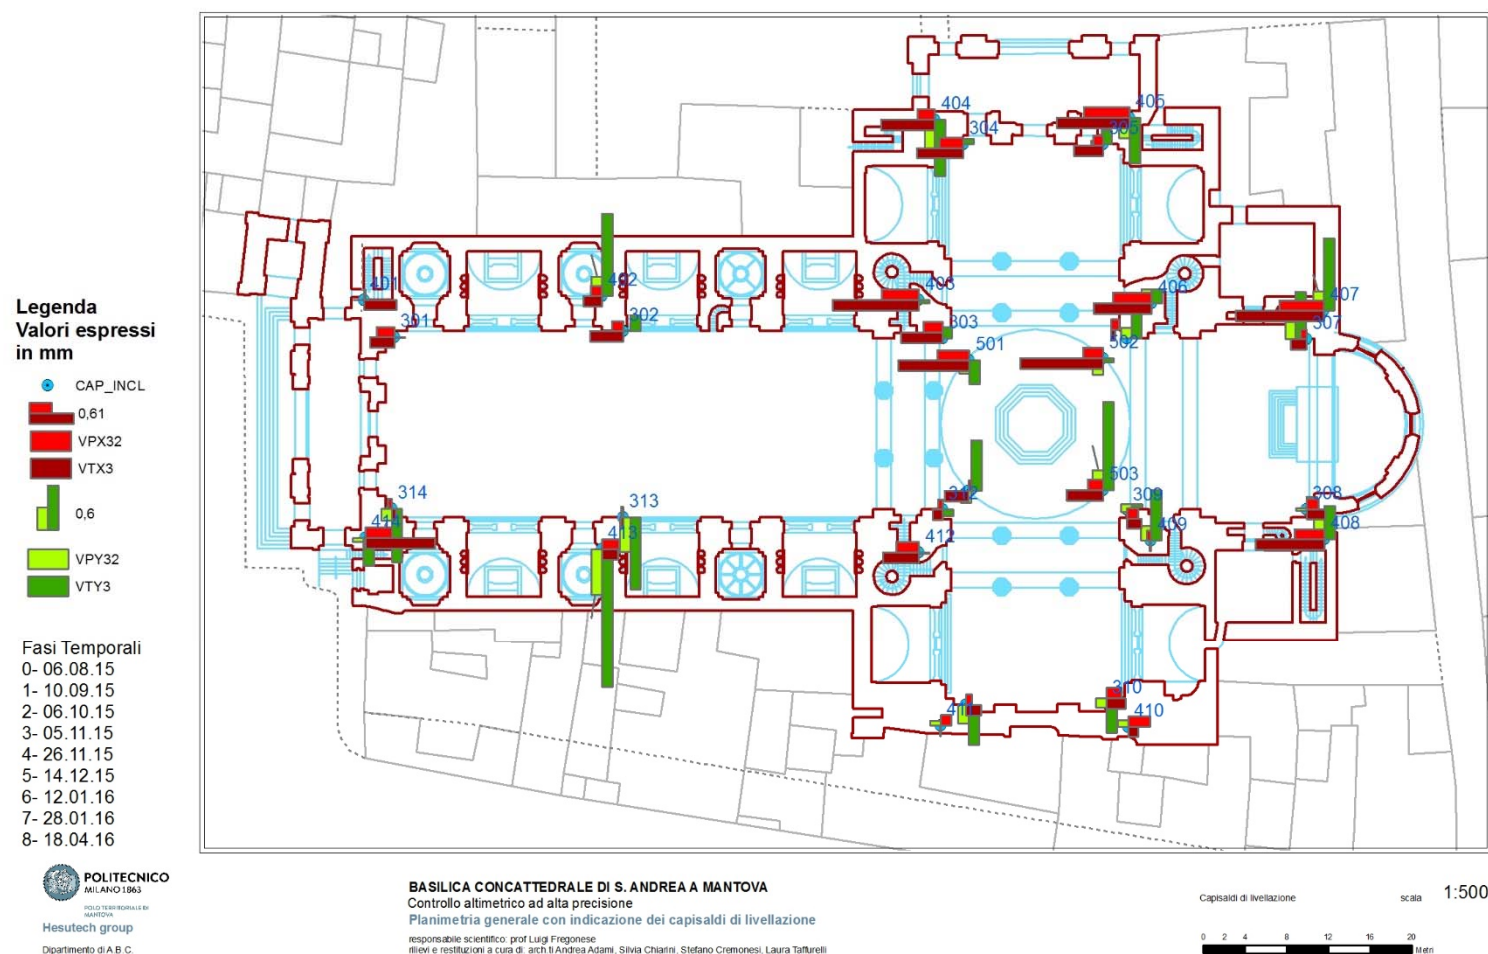 404
405
304
305
401
402
403
406
407
301
302
303
307
501
502
314
313
503
312
309
308
414
413
412
409
408
310
411
410
Legenda
Valori espressi
in mm
CAP_INCL
0,61
VPX32
VTX3
0,6
VPY32
VTY3
Fasi Temporali
0- 06.08.15
1- 10.09.15
2- 06.10.15
3- 05.11.15
4- 26.11.15
5- 14.12.15
6- 12.01.16
7- 28.01.16
8- 18.04.16
POLITECNICO
MILANO 1863
POLO TERRITORIALE DI
MANTOVA
Hesutech group
Dipartimento di A.B.C.
BASILICA CONCATTEDRALE DI S. ANDREA A MANTOVA
Controllo altimetrico ad alta precisione
Planimetria generale con indicazione dei capisaldi di livellazione
responsabile scientifico: prof Luigi Fregonese
rilievi e restituzioni a cura di: arch.ti Andrea Adami, Silvia Chiarini, Stefano Cremonesi, Laura Taffurelli
Capisaldi di livellazione scala 1:500
0 2 4 8 12 16 20
Metri